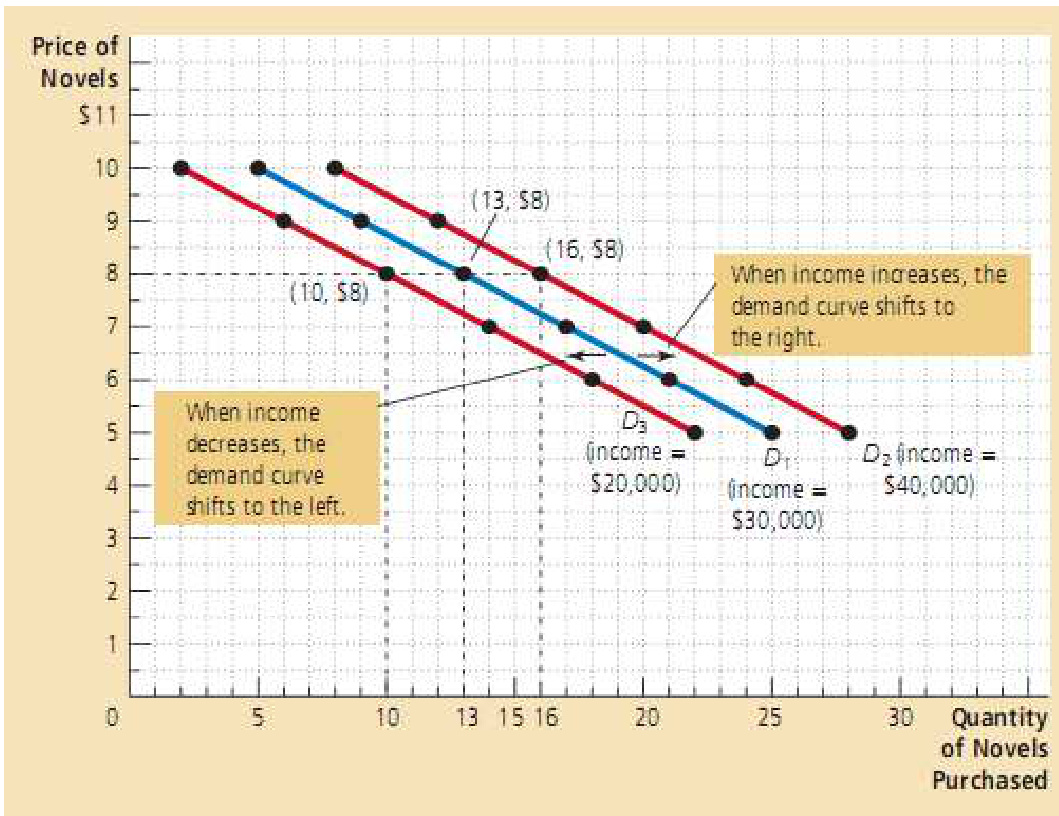 Price of
Novels
$11
10
9
8
7
6
5
4
3
2
1
(13, $8)
(16, $8)
(10, $8)
When income increases, the
demand curve shifts to
the right.
When income
decreases, the
demand curve
shifts to the left.
D3
(income =
$20,000)
D1
(income =
$30,000)
D2 (income =
$40,000)
0 5 10 13 15 16 20 25 30 Quantity
of Novels
Purchased